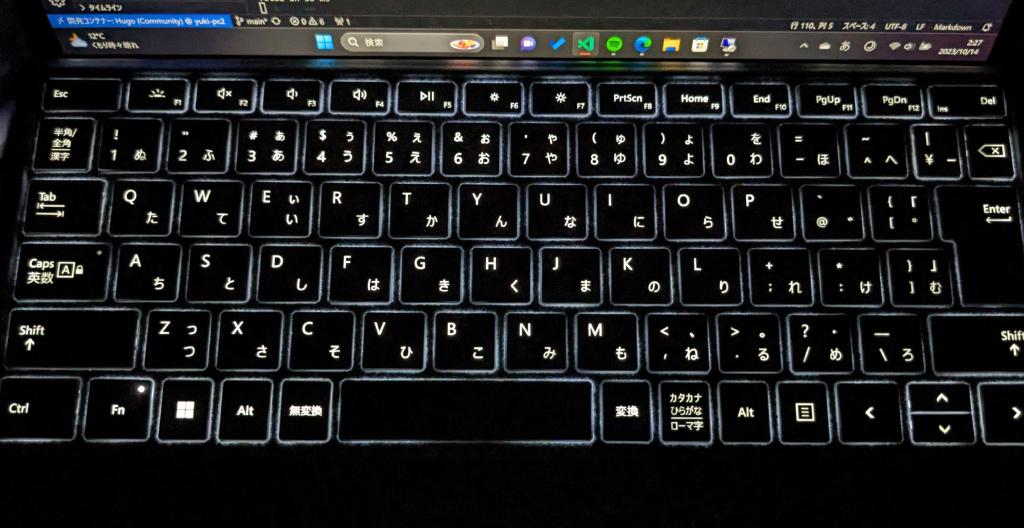 タイムライン
開発コンテナー: Hugo (Community) @ yuki-pc2 main* 0 6 1 行 110, 列 5 スペース: 4 UTF-8 LF Markdown
12°C
くもり時々晴れ
検索
あ
2:27
2023/10/14
Esc F1 F2 F3 F4 F5 F6 F7 PrtScn F8 Home F9 End F10 PgUp F11 PgDn F12 Ins Del
半角/ ! " # ぁ $ ぅ % ぇ & ぉ ' ゃ ( ゅ ) ょ を = ~ |
全角
漢字 1 ぬ 2 ふ 3 あ 4 う 5 え 6 お 7 や 8 ゆ 9 よ 0 わ - ほ ^ へ ¥ ー
Tab Q W E ぃ R T Y U I O P ` { 「 Enter
た て い す か ん な に ら せ @ ゛ [ ゜
Caps A S D F G H J K L + * } 」
英数 A ち と し は き く ま の り ; れ : け ] む
Shift Z っ X C V B N M < 、 > 。 ? ・ _ Shift
つ さ そ ひ こ み も , ね . る / め \ ろ
Ctrl Fn Alt 無変換 変換 カタカナ
ひらがな
ローマ字 Alt